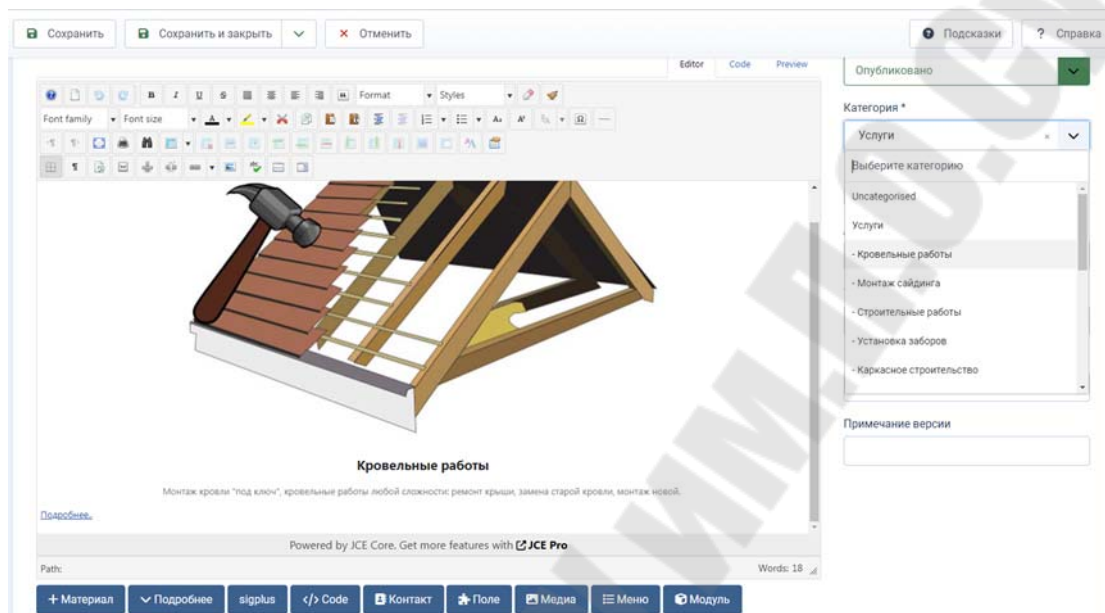 Сохранить Сохранить и закрыть Отменить Подсказки ? Справка
Editor Code Preview
Опубликовано
Format Styles
Font family Font size
Категория *
Услуги
Выберите категорию
Uncategorised
Услуги
- Кровельные работы
- Монтаж сайдинга
- Строительные работы
- Установка заборов
- Каркасное строительство
Примечание версии
Кровельные работы
Монтаж кровли "под ключ", кровельные работы любой сложности: ремонт крыши, замена старой кровли, монтаж новой.
Подробнее..
Powered by JCE Core. Get more features with JCE Pro
Path: Words: 18
+ Материал Подробнее sigplus </> Code Контакт Поле Медиа Меню Модуль